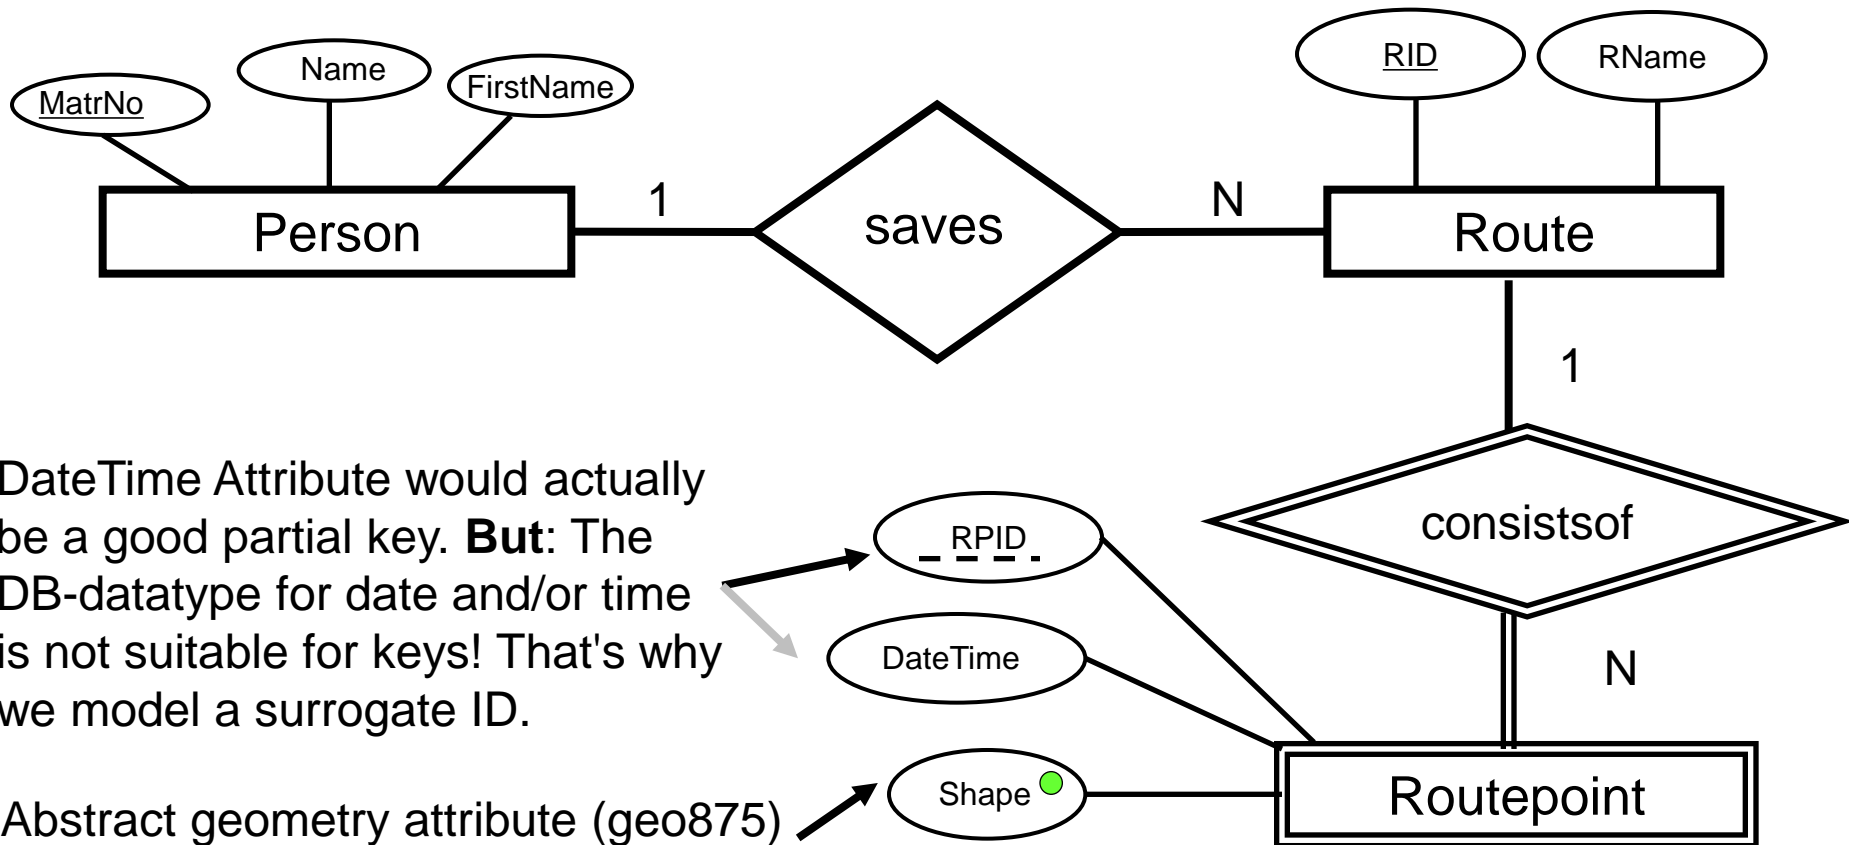 MatrNo
Name
FirstName
RID
RName
Person
1
saves
N
Route
1
consistsof
N
DateTime Attribute would actually
be a good partial key. But: The
DB-datatype for date and/or time
is not suitable for keys! That's why
we model a surrogate ID.
RPID
DateTime
Shape
Routepoint
Abstract geometry attribute (geo875)